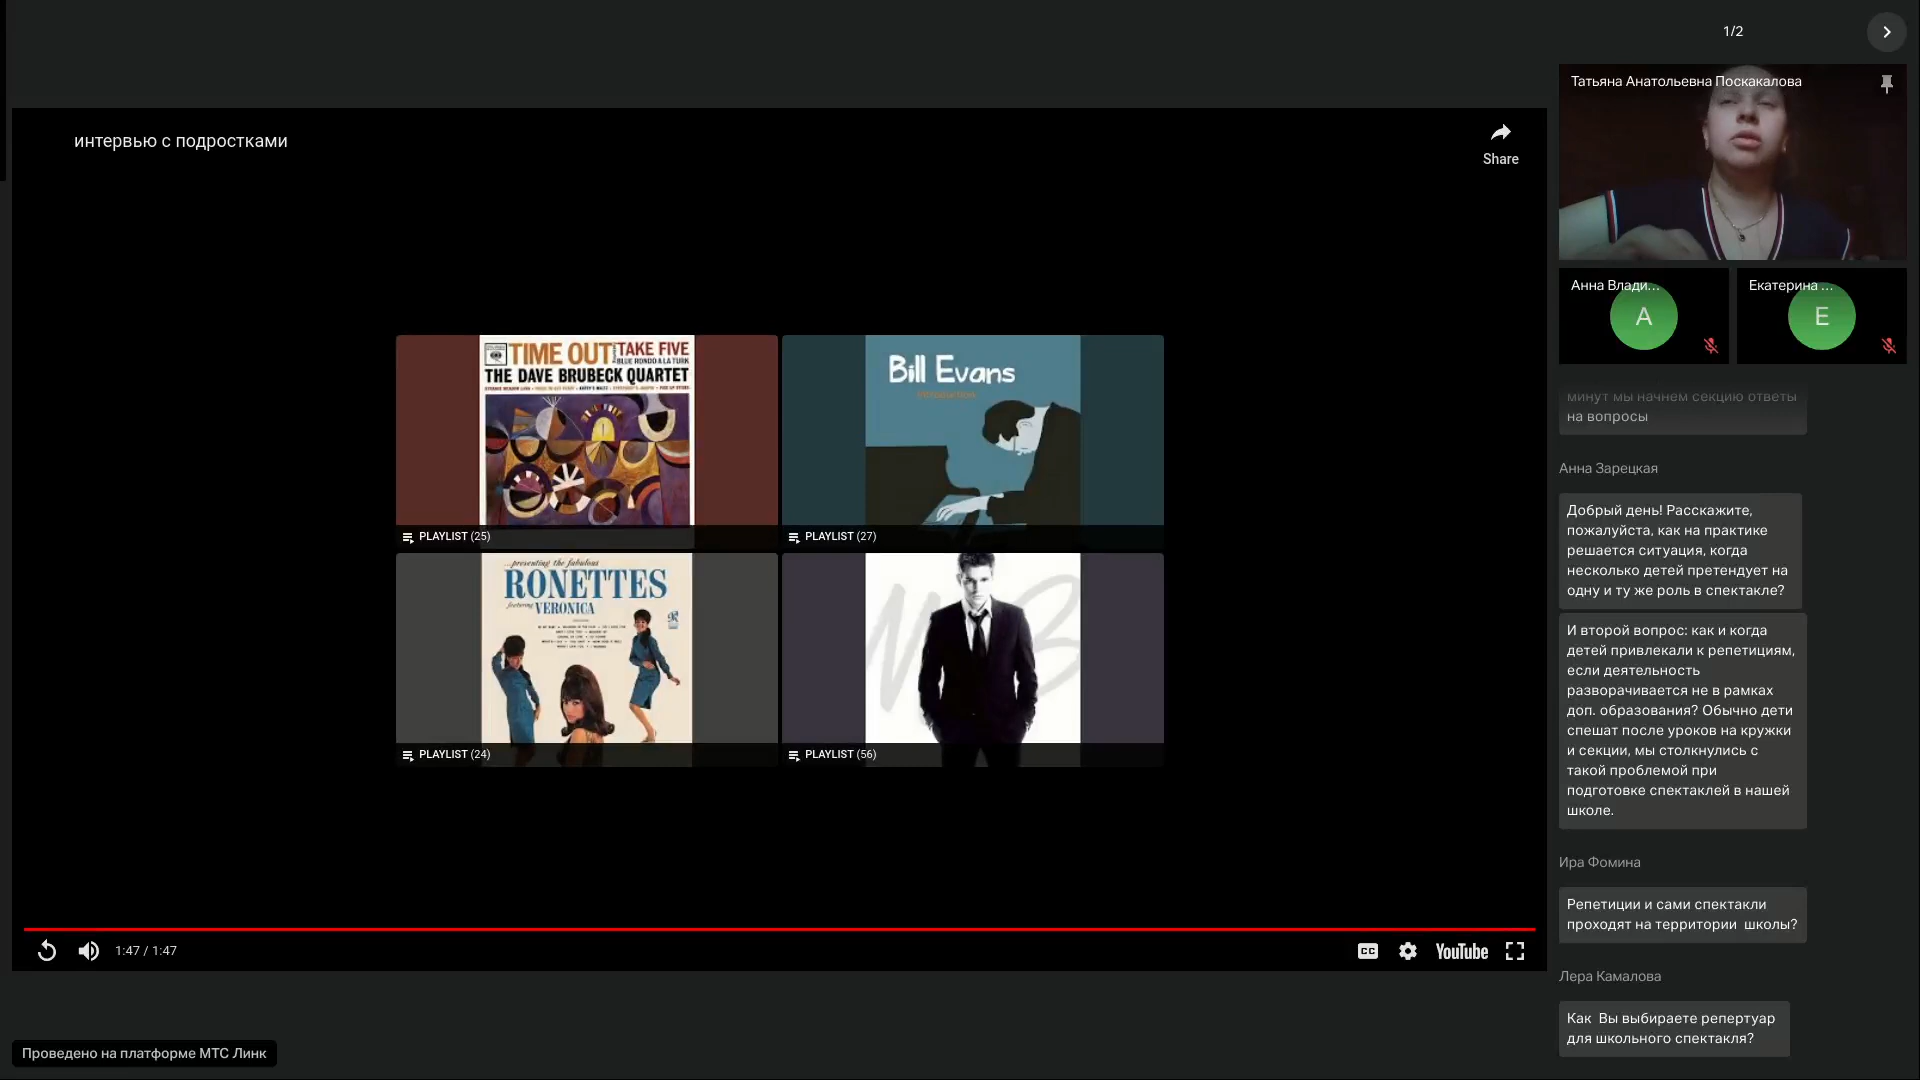 1/2
Татьяна Анатольевна Поскакалова
интервью с подростками
Share
Анна Влади...
Екатерина ...
A
E
TIME OUT
TAKE FIVE
BLUE RONDO A LA TURK
THE DAVE BRUBECK QUARTET
PLAYLIST (25)
Bill Evans
PLAYLIST (27)
...presenting the fabulous
RONETTES
featuring VERONICA
PLAYLIST (24)
MB
PLAYLIST (56)
минут мы начнем секцию ответы
на вопросы
Анна Зарецкая
Добрый день! Расскажите,
пожалуйста, как на практике
решается ситуация, когда
несколько детей претендует на
одну и ту же роль в спектакле?
И второй вопрос: как и когда
детей привлекали к репетициям,
если деятельность
разворачивается не в рамках
доп. образования? Обычно дети
спешат после уроков на кружки
и секции, мы столкнулись с
такой проблемой при
подготовке спектаклей в нашей
школе.
Ира Фомина
Репетиции и сами спектакли
проходят на территории  школы?
Лера Камалова
Как  Вы выбираете репертуар
для школьного спектакля?
1:47 / 1:47
CC
YouTube
Проведено на платформе МТС Линк